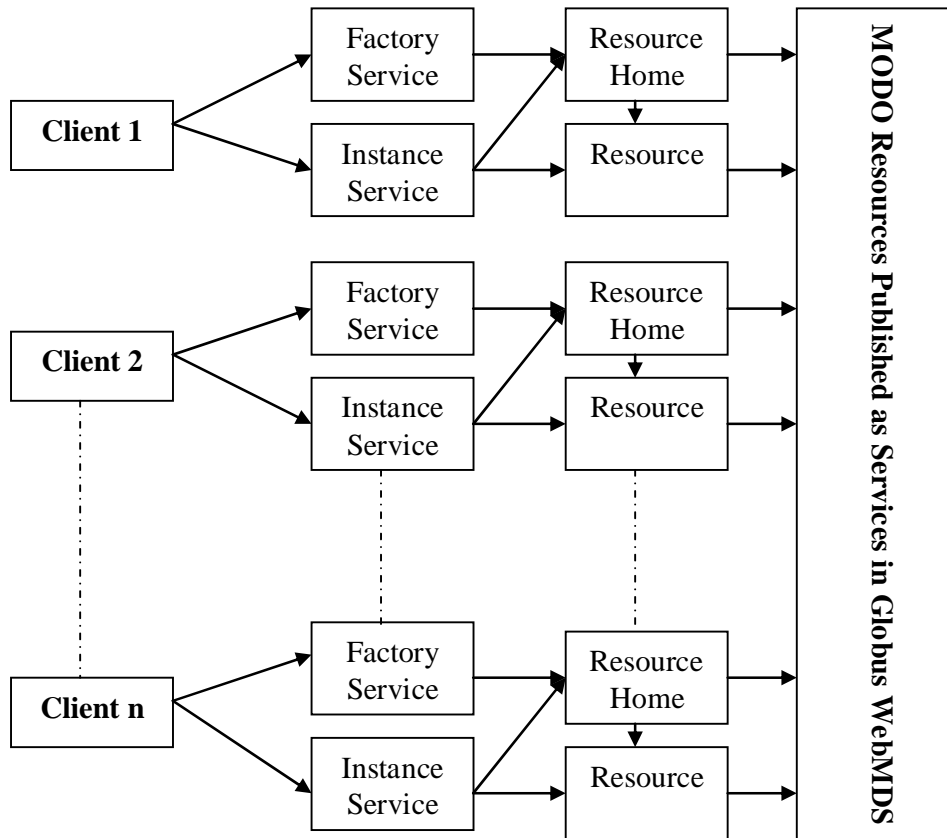 Factory
Service
Resource
Home
Client 1
Instance
Service
Resource
Factory
Service
Resource
Home
Client 2
Instance
Service
Resource
Factory
Service
Resource
Home
Client n
Instance
Service
Resource
MODO Resources Published as Services in Globus WebMDS